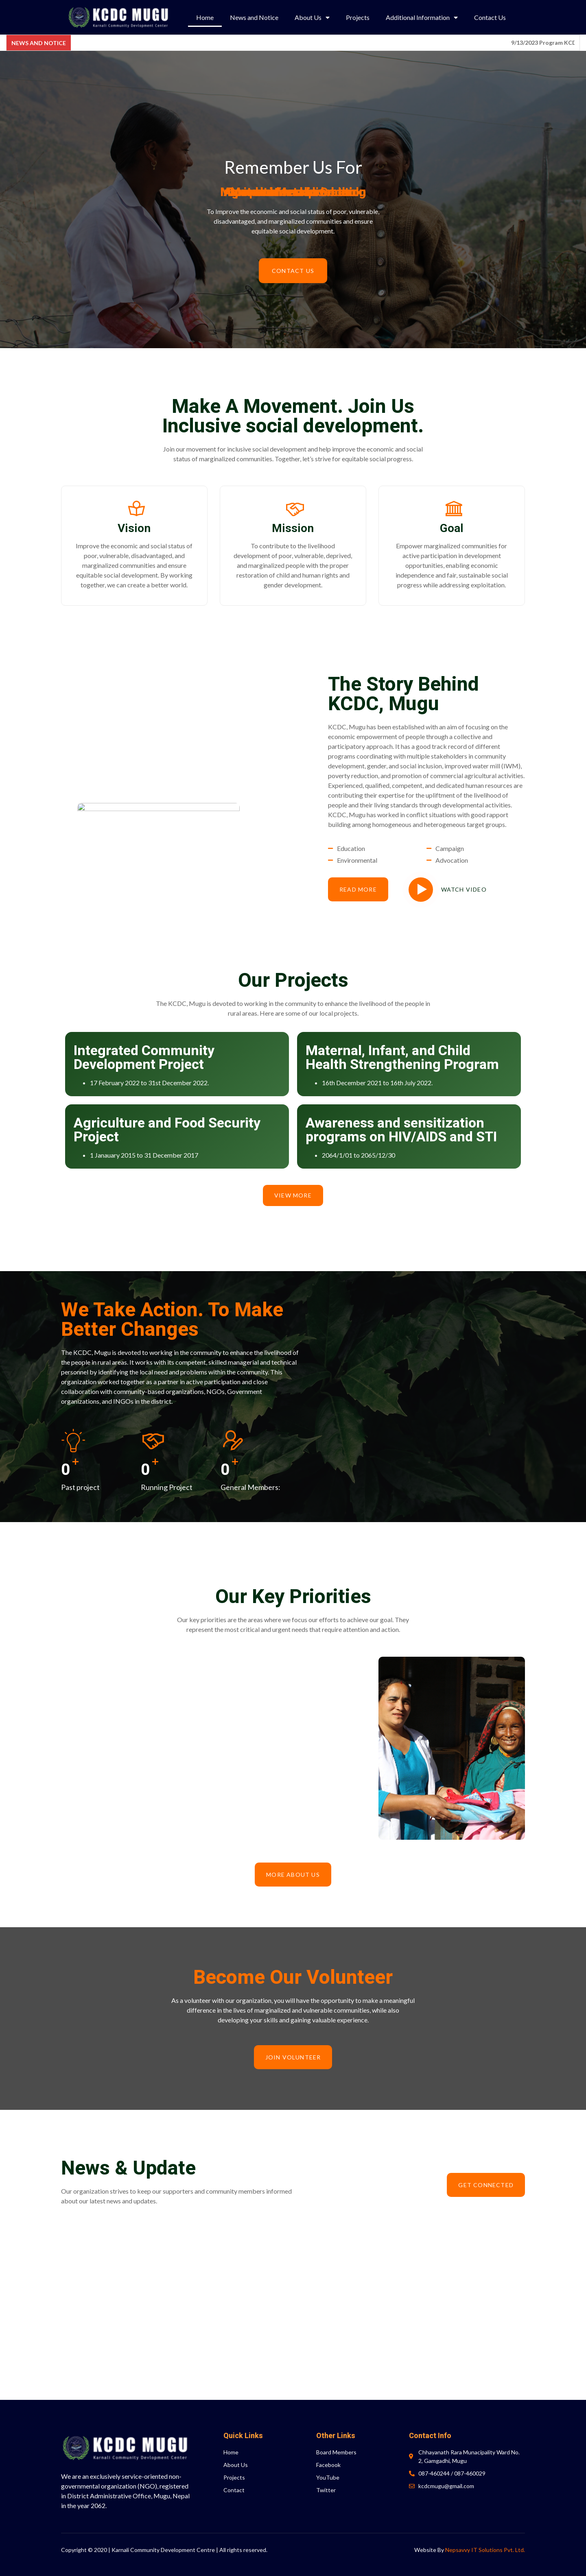 KCDC MUGU
Karnali Community Development Center
Home
News and Notice
About Us
Projects
Additional Information
Contact Us
NEWS AND NOTICE
9/13/2023 Program KCE
Remember Us For
To Improve the economic and social status of poor, vulnerable,
disadvantaged, and marginalized communities and ensure
equitable social development.
CONTACT US
Make A Movement. Join Us
Inclusive social development.
Join our movement for inclusive social development and help improve the economic and social
status of marginalized communities. Together, let's strive for equitable social progress.
Vision
Improve the economic and social status of
poor, vulnerable, disadvantaged, and
marginalized communities and ensure
equitable social development. By working
together, we can create a better world.
Mission
To contribute to the livelihood
development of poor, vulnerable, deprived,
and marginalized people with the proper
restoration of child and human rights and
gender development.
Goal
Empower marginalized communities for
active participation in development
opportunities, enabling economic
independence and fair, sustainable social
progress while addressing exploitation.
The Story Behind
KCDC, Mugu
KCDC, Mugu has been established with an aim of focusing on the
economic empowerment of people through a collective and
participatory approach. It has a good track record of different
programs coordinating with multiple stakeholders in community
development, gender, and social inclusion, improved water mill (IWM),
poverty reduction, and promotion of commercial agricultural activities.
Experienced, qualified, competent, and dedicated human resources are
contributing their expertise for the upliftment of the livelihood of
people and their living standards through developmental activities.
KCDC, Mugu has worked in conflict situations with good rapport
building among homogenous and heterogeneous target groups.
Education
Campaign
Environmental
Advocation
READ MORE
WATCH VIDEO
Our Projects
The KCDC, Mugu is devoted to working in the community to enhance the livelihood of the people in
rural areas. Here are some of our local projects.
Integrated Community
Development Project
17 February 2022 to 31st December 2022.
Maternal, Infant, and Child
Health Strengthening Program
16th December 2021 to 16th July 2022.
Agriculture and Food Security
Project
1 Janauary 2015 to 31 December 2017
Awareness and sensitization
programs on HIV/AIDS and STI
2064/1/01 to 2065/12/30
VIEW MORE
We Take Action. To Make
Better Changes
The KCDC, Mugu is devoted to working in the community to enhance the livelihood of
the people in rural areas. It works with its competent, skilled managerial and technical
personnel by identifying the local need and problems within the community. This
organization worked together as a partner in active participation and close
collaboration with community-based organizations, NGOs, Government
organizations, and INGOs in the district.
0+
Past project
0+
Running Project
0+
General Members:
Our Key Priorities
Our key priorities are the areas where we focus our efforts to achieve our goal. They
represent the most critical and urgent needs that require attention and action.
MORE ABOUT US
Become Our Volunteer
As a volunteer with our organization, you will have the opportunity to make a meaningful
difference in the lives of marginalized and vulnerable communities, while also
developing your skills and gaining valuable experience.
JOIN VOLUNTEER
News & Update
Our organization strives to keep our supporters and community members informed
about our latest news and updates.
GET CONNECTED
KCDC MUGU
Karnali Community Development Center
We are an exclusively service-oriented non-
governmental organization (NGO), registered
in District Administrative Office, Mugu, Nepal
in the year 2062.
Quick Links
Home
About Us
Projects
Contact
Other Links
Board Members
Facebook
YouTube
Twitter
Contact Info
Chhayanath Rara Munacipality Ward No.
2, Gamgadhi, Mugu
087-460244 / 087-460029
kcdcmugu@gmail.com
Copyright © 2020 | Karnali Community Development Centre | All rights reserved.
Website By Nepsavvy IT Solutions Pvt. Ltd.